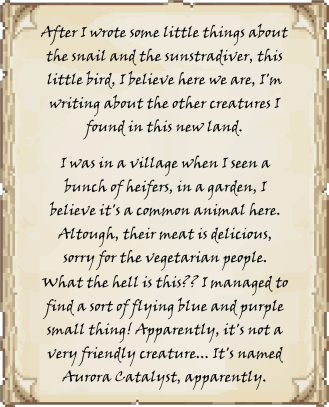 After I wrote some little things about
the snail and the sunstradiver, this
little bird, I believe here we are, I'm
writing about the other creatures I
found in this new land.
I was in a village when I seen a
bunch of heifers, in a garden, I
believe it's a common animal here.
Altough, their meat is delicious,
sorry for the vegetarian people.
What the hell is this?? I managed to
find a sort of flying blue and purple
small thing! Apparently, it's not a
very friendly creature... It's named
Aurora Catalyst, apparently.